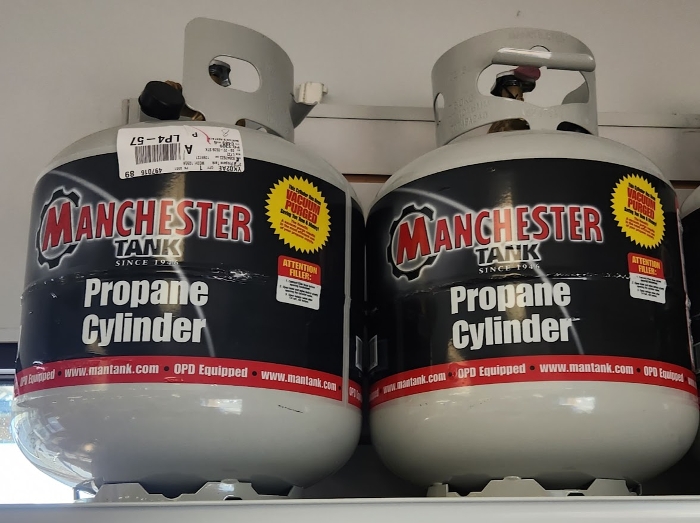 A
LP4-57
MANCHESTER
TANK
SINCE 1946
Propane
Cylinder
VACUUM
PURGED
ATTENTION
FILLER:
OPD Equipped • www.mantank.com • OPD Equipped • www.mantank.com
MANCHESTER
TANK
SINCE 1946
Propane
Cylinder
VACUUM
PURGED
ATTENTION
FILLER:
www.mantank.com • OPD Equipped • www.mantank.com • OPD Equipped